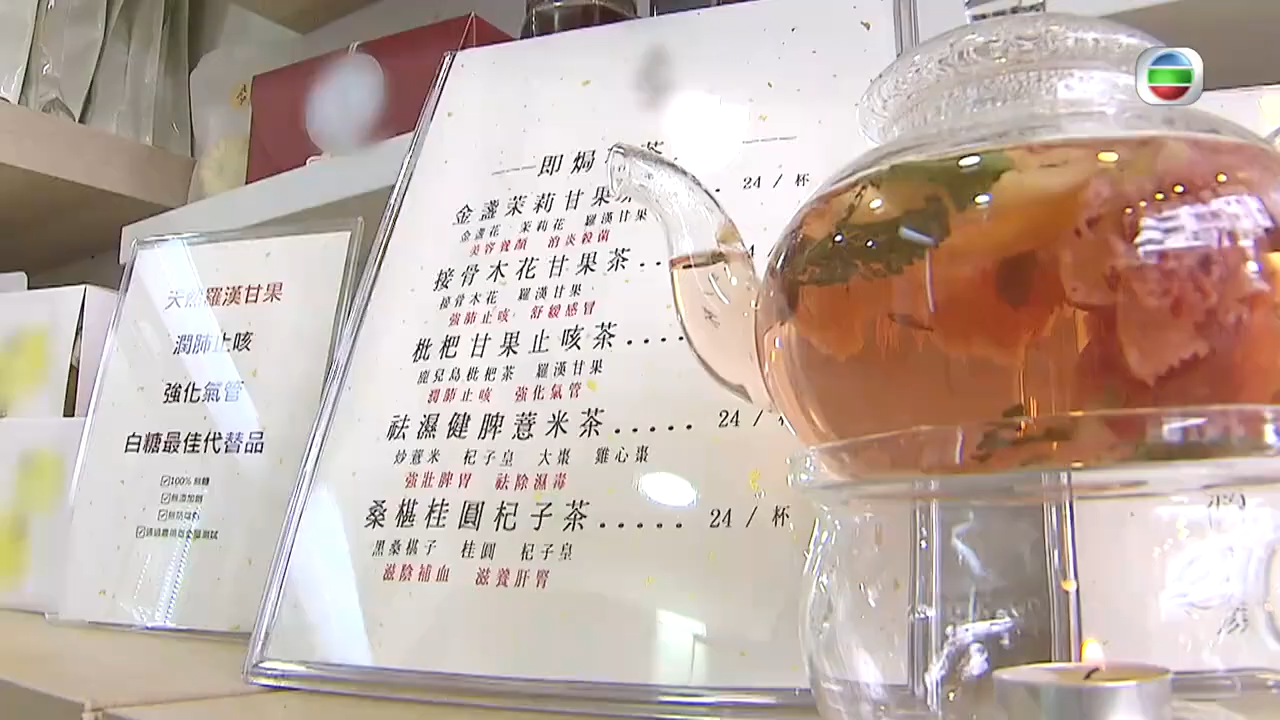 天然羅漢甘果
潤肺止咳
強化氣管
白糖最佳代替品
☑100% 無糖
☑無添加劑
即焗
茶
金盞茉莉甘果
24 / 杯
金盞花 茉莉花 羅漢甘果
美容養顏 消炎殺菌
接骨木花甘果茶..
接骨木花 羅漢甘果
強肺止咳 舒緩感冒
枇杷甘果止咳茶....
鹿兒島枇杷茶 羅漢甘果
潤肺止咳 強化氣管
祛濕健脾薏米茶..... 24 /
炒薏米 杞子皇 大棗 雞心棗
強壯脾胃 祛除濕毒
桑椹桂圓杞子茶..... 24 / 杯
黑桑椹子 桂圓 杞子皇
滋陰補血 滋養肝腎